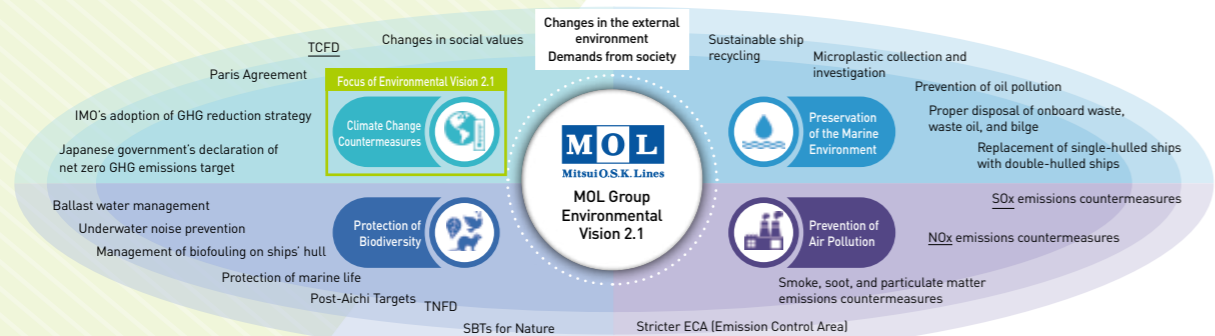 Changes in the external
environment
Demands from society
TCFD
Changes in social values
Paris Agreement
Focus of Environmental Vision 2.1
IMO's adoption of GHG reduction strategy
Climate Change
Countermeasures
Japanese government's declaration of
net zero GHG emissions target
Sustainable ship
recycling
Microplastic collection and
investigation
Prevention of oil pollution
Preservation
of the Marine
Environment
Proper disposal of onboard waste,
waste oil, and bilge
Replacement of single-hulled ships
with double-hulled ships
MOL
Mitsui O.S.K. Lines
MOL Group
Environmental
Vision 2.1
Ballast water management
Underwater noise prevention
Protection of
Biodiversity
Management of biofouling on ships' hull
Protection of marine life
Post-Aichi Targets
TNFD
SBTs for Nature
SOx emissions countermeasures
Prevention of
Air Pollution
NOx emissions countermeasures
Smoke, soot, and particulate matter
emissions countermeasures
Stricter ECA (Emission Control Area)